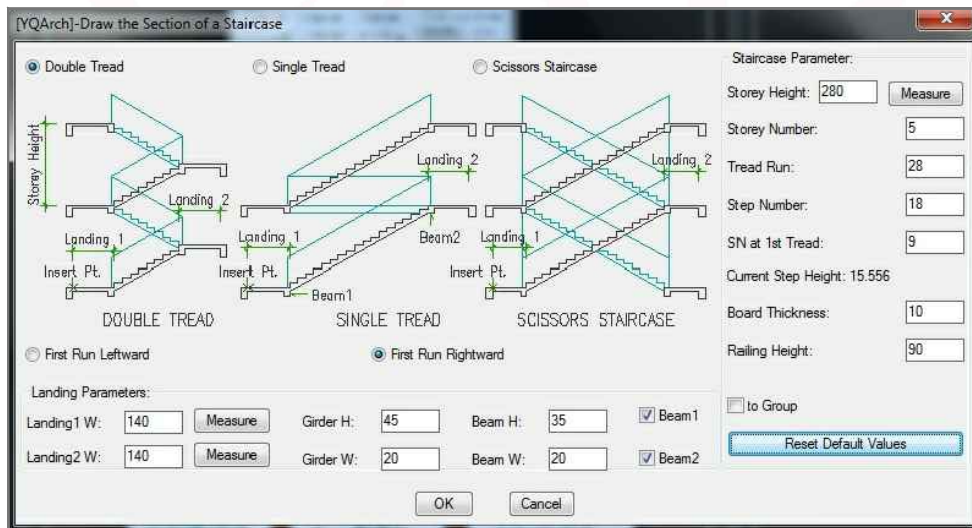 [YQArch]-Draw the Section of a Staircase
Double Tread
Single Tread
Scissors Staircase
Storey Height
Landing 1
Landing 2
Insert Pt.
DOUBLE TREAD
Landing 1
Landing 2
Insert Pt.
Beam1
Beam2
SINGLE TREAD
Landing 1
Landing 2
Insert Pt.
SCISSORS STAIRCASE
First Run Leftward
First Run Rightward
Landing Parameters:
Landing1 W: 140 Measure Girder H: 45 Beam H: 35 Beam1
Landing2 W: 140 Measure Girder W: 20 Beam W: 20 Beam2
Staircase Parameter:
Storey Height: 280 Measure
Storey Number: 5
Tread Run: 28
Step Number: 18
SN at 1st Tread: 9
Current Step Height: 15.556
Board Thickness: 10
Railing Height: 90
to Group
Reset Default Values
OK Cancel